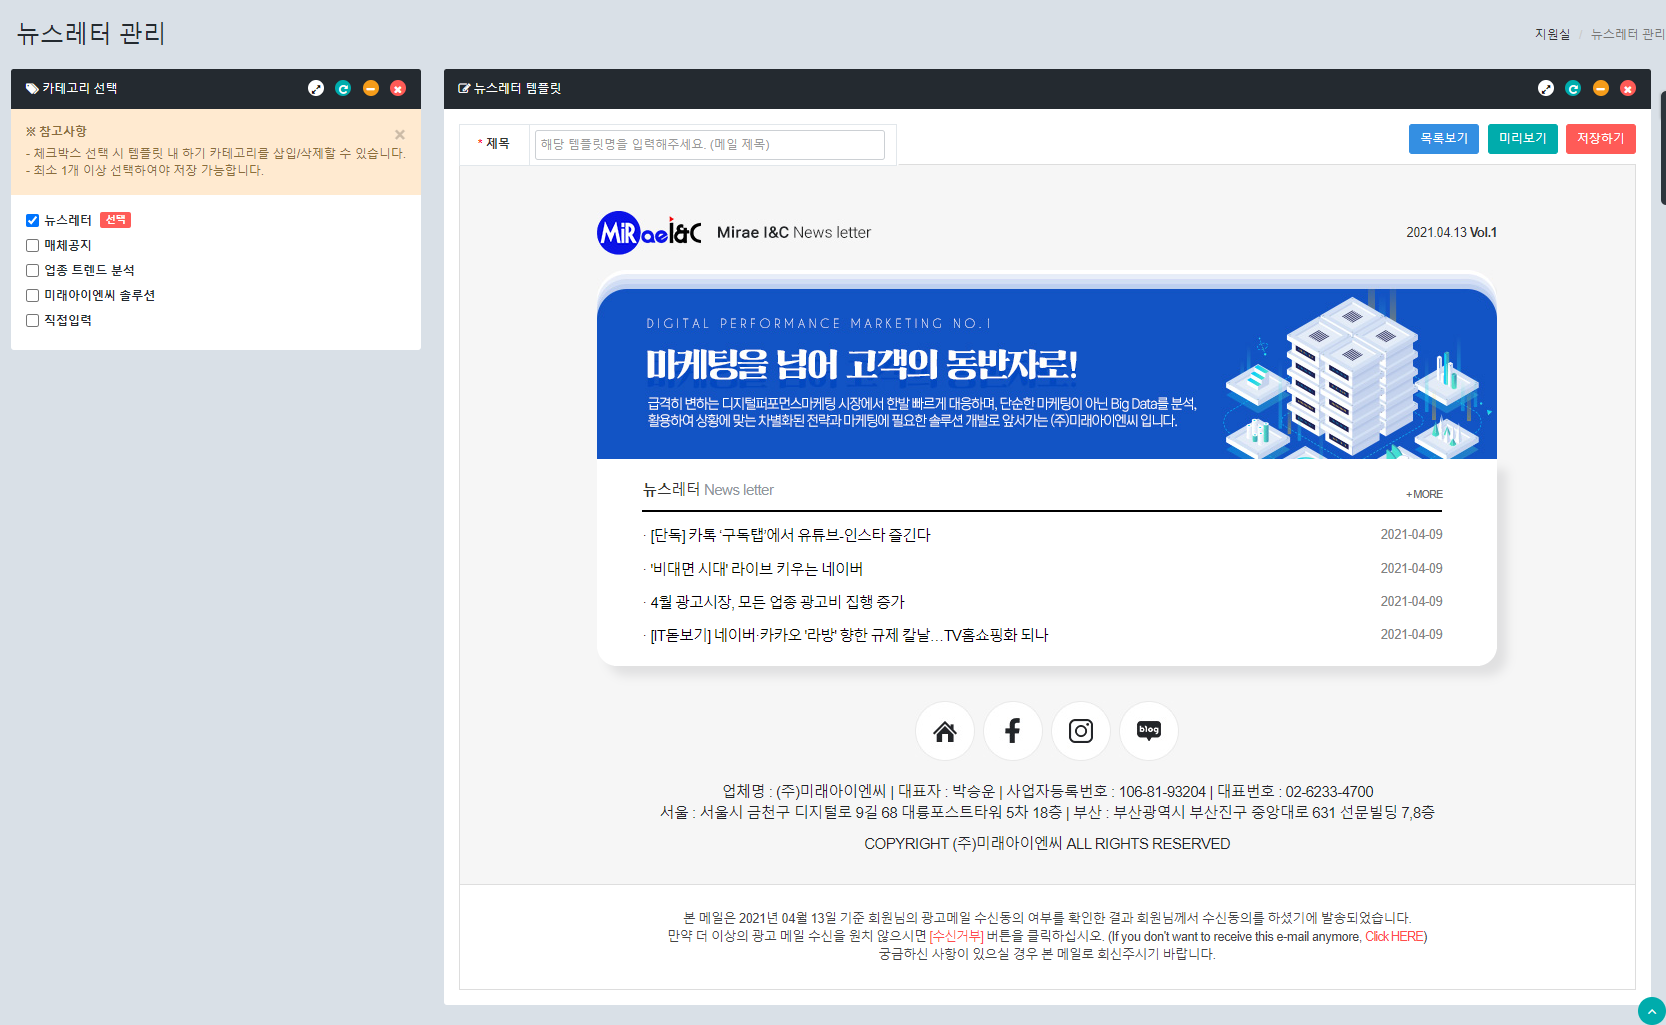 뉴스레터 관리
지원실 / 뉴스레터 관리
카테고리 선택
※ 참고사항
- 체크박스 선택 시 템플릿 내 하기 카테고리를 삽입/삭제할 수 있습니다.
- 최소 1개 이상 선택하여야 저장 가능합니다.
뉴스레터 선택
매체공지
업종 트렌드 분석
미래아이엔씨 솔루션
직접입력
뉴스레터 템플릿
* 제목
해당 템플릿명을 입력해주세요. (메일 제목)
목록보기
미리보기
저장하기
MiRaeI&C
Mirae I&C News letter
2021.04.13 Vol.1
DIGITAL PERFORMANCE MARKETING NO.1
마케팅을 넘어 고객의 동반자로!
급격히 변하는 디지털퍼포먼스마케팅 시장에서 한발 빠르게 대응하며, 단순한 마케팅이 아닌 Big Data를 분석,
활용하여 상황에 맞는 차별화된 전략과 마케팅에 필요한 솔루션 개발로 앞서가는 (주)미래아이엔씨 입니다.
뉴스레터 News letter
+ MORE
· [단독] 카톡 ‘구독탭’에서 유튜브-인스타 즐긴다 2021-04-09
· '비대면 시대' 라이브 키우는 네이버 2021-04-09
· 4월 광고시장, 모든 업종 광고비 집행 증가 2021-04-09
· [IT돋보기] 네이버·카카오 '라방' 향한 규제 칼날…TV홈쇼핑화 되나 2021-04-09
blog
업체명 : (주)미래아이엔씨 | 대표자 : 박승운 | 사업자등록번호 : 106-81-93204 | 대표번호 : 02-6233-4700
서울 : 서울시 금천구 디지털로 9길 68 대륭포스트타워 5차 18층 | 부산 : 부산광역시 부산진구 중앙대로 631 선문빌딩 7,8층
COPYRIGHT (주)미래아이엔씨 ALL RIGHTS RESERVED
본 메일은 2021년 04월 13일 기준 회원님의 광고메일 수신동의 여부를 확인한 결과 회원님께서 수신동의를 하셨기에 발송되었습니다.
만약 더 이상의 광고 메일 수신을 원치 않으시면 [수신거부] 버튼을 클릭하십시오. (If you don't want to receive this e-mail anymore, Click HERE)
궁금하신 사항이 있으실 경우 본 메일로 회신주시기 바랍니다.